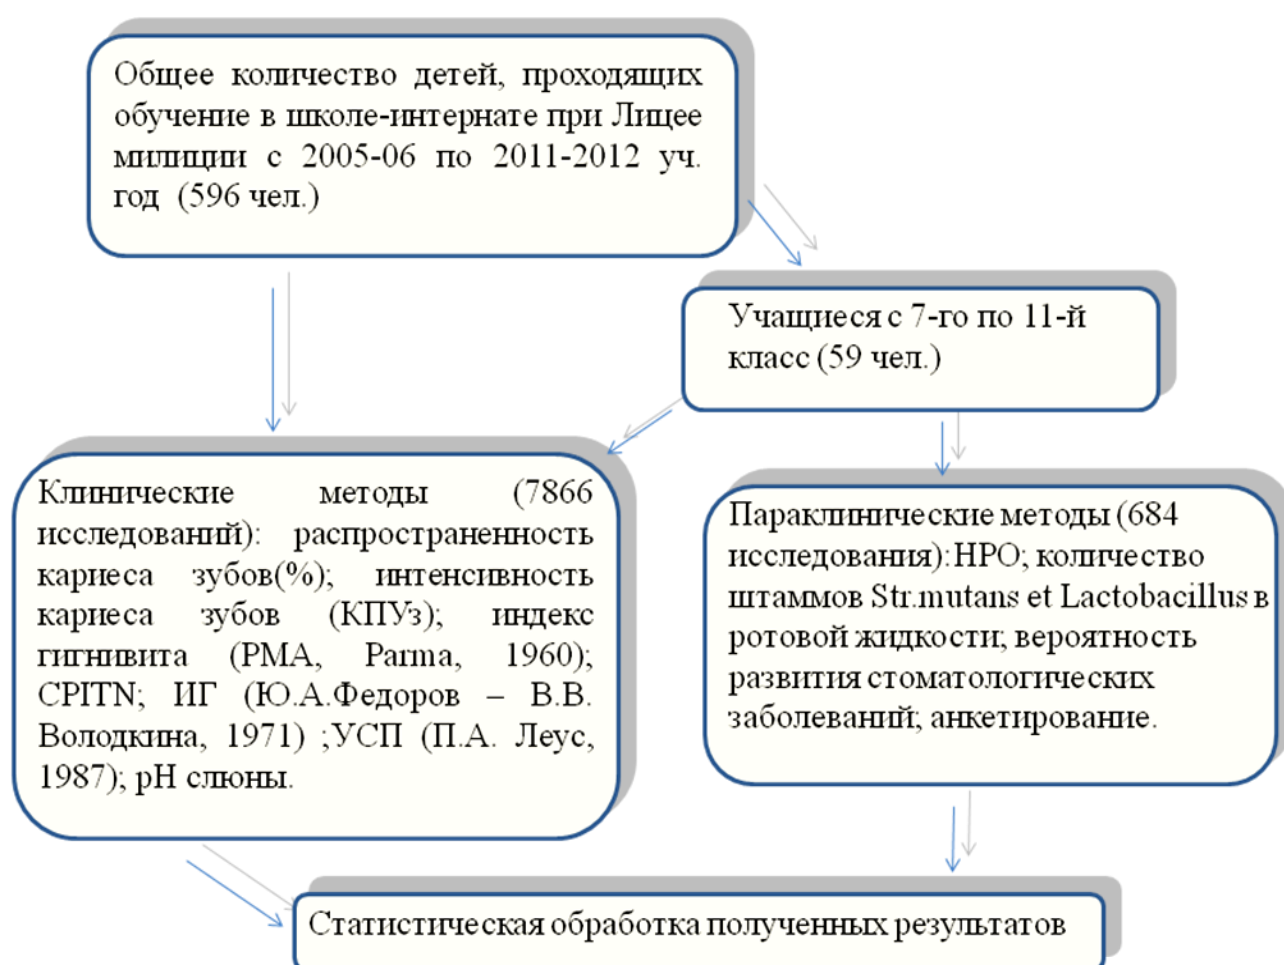 Общее количество детей, проходящих
обучение в школе-интернате при Лицее
милиции с 2005-06 по 2011-2012 уч.
год (596 чел.)
Учащиеся с 7-го по 11-й
класс (59 чел.)
Клинические методы (7866
исследований): распространенность
кариеса зубов(%); интенсивность
кариеса зубов (КПУз); индекс
гигнивита (PMA, Parma, 1960);
CPITN; ИГ (Ю.А.Федоров – В.В.
Володкина, 1971) ;УСП (П.А. Леус,
1987); pH слюны.
Параклинические методы (684
исследования): НРО; количество
штаммов Str.mutans et Lactobacillus в
ротовой жидкости; вероятность
развития стоматологических
заболеваний; анкетирование.
Статистическая обработка полученных результатов